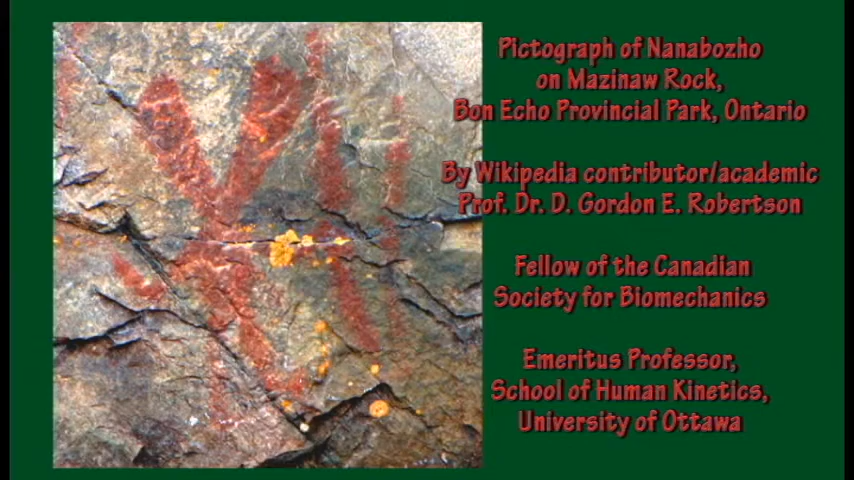 Pictograph of Nanabozho
on Mazinaw Rock,
Bon Echo Provincial Park, Ontario
By Wikipedia contributor/academic
Prof. Dr. D. Gordon E. Robertson
Fellow of the Canadian
Society for Biomechanics
Emeritus Professor,
School of Human Kinetics,
University of Ottawa